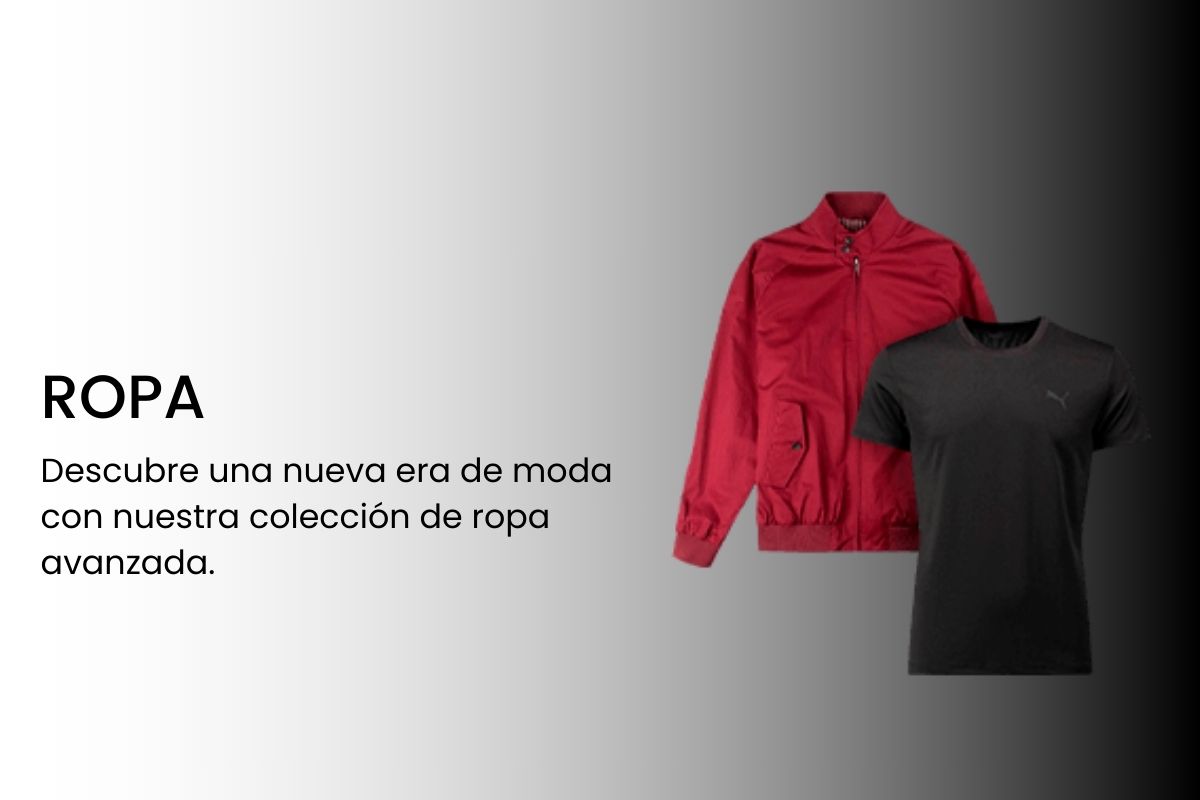 ROPA
Descubre una nueva era de moda
con nuestra colección de ropa
avanzada.